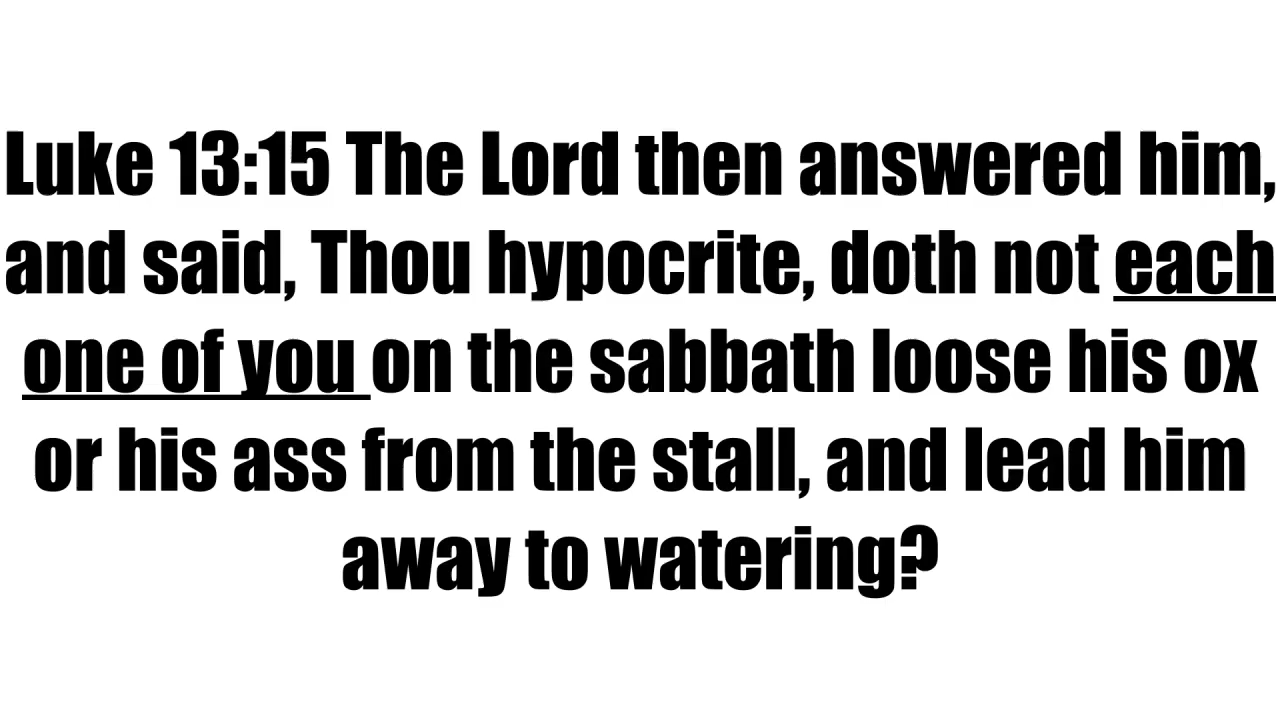 Luke 13:15 The Lord then answered him,
and said, Thou hypocrite, doth not each
one of you on the sabbath loose his ox
or his ass from the stall, and lead him
away to watering?